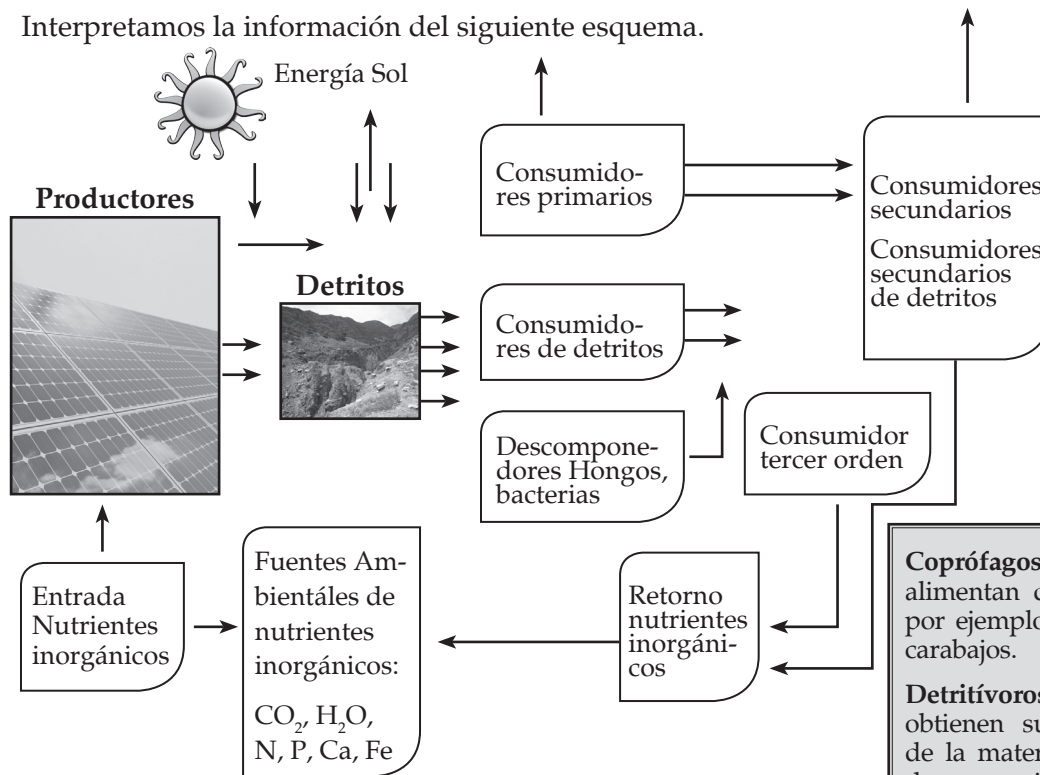 Interpretamos la información del siguiente esquema.
Energía Sol
Productores
Detritos
Consumido-
res primarios
Consumidores
secundarios
Consumidores
secundarios
de detritos
Consumido-
res de detritos
Descompone-
dores Hongos,
bacterias
Consumidor
tercer orden
Entrada
Nutrientes
inorgánicos
Fuentes Am-
bientáles de
nutrientes
inorgánicos:
CO₂, H₂O,
N, P, Ca, Fe
Retorno
nutrientes
inorgáni-
cos
Coprófagos
alimentan
por ejemplo
carabajos.
Detritívoros
obtienen
de la